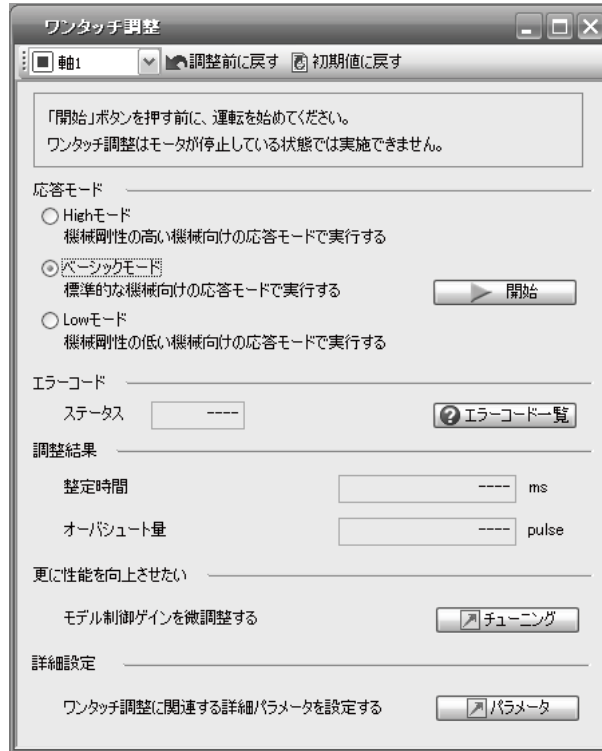 ワンタッチ調整
軸1 調整前に戻す 初期値に戻す
「開始」ボタンを押す前に、運転を始めてください。
ワンタッチ調整はモータが停止している状態では実施できません。
応答モード
Highモード
機械剛性の高い機械向けの応答モードで実行する
ベーシックモード
標準的な機械向けの応答モードで実行する 開始
Lowモード
機械剛性の低い機械向けの応答モードで実行する
エラーコード
ステータス ---- エラーコード一覧
調整結果
整定時間 ---- ms
オーバシュート量 ---- pulse
更に性能を向上させたい
モデル制御ゲインを微調整する チューニング
詳細設定
ワンタッチ調整に関連する詳細パラメータを設定する パラメータ